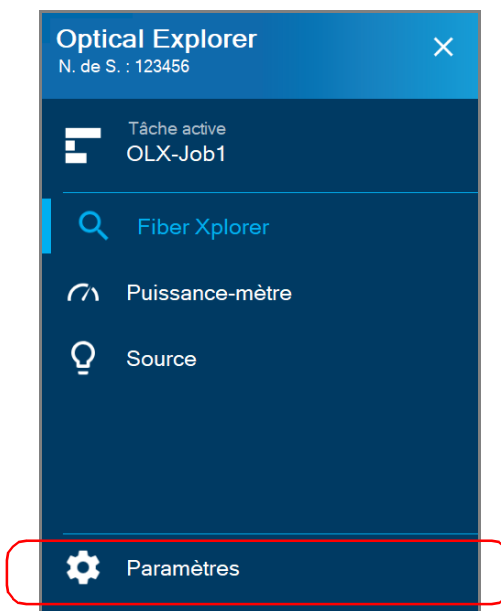 Optical Explorer
N. de S. : 123456
Tâche active
OLX-Job1
Fiber Xplorer
Puissance-mètre
Source
Paramètres